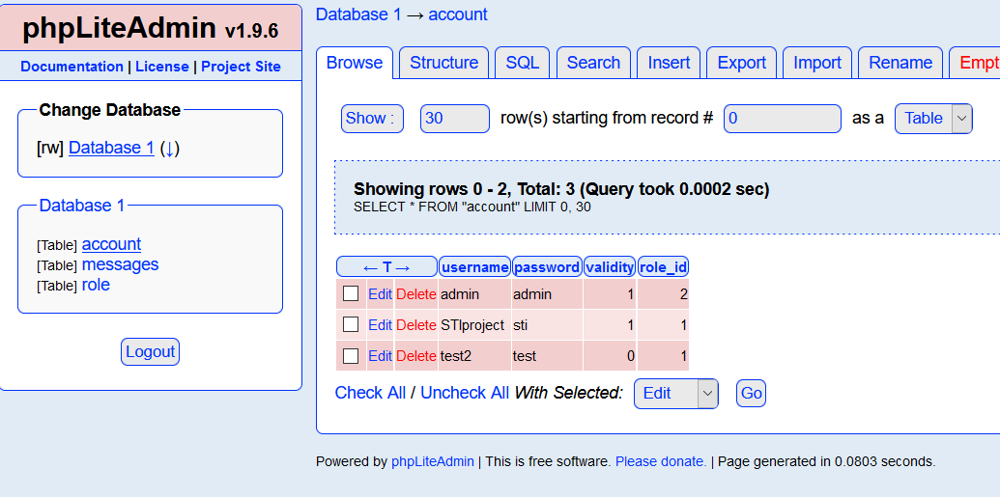 phpLiteAdmin v1.9.6
Documentation | License | Project Site
Change Database
[rw] Database 1 (↓)
Database 1
[Table] account
[Table] messages
[Table] role
Logout
Database 1 → account
Browse Structure SQL Search Insert Export Import Rename Empt
Show : 30 row(s) starting from record # 0 as a Table
Showing rows 0 - 2, Total: 3 (Query took 0.0002 sec)
SELECT * FROM "account" LIMIT 0, 30
← T → username password validity role_id
Edit Delete admin admin 1 2
Edit Delete STIproject sti 1 1
Edit Delete test2 test 0 1
Check All / Uncheck All With Selected: Edit Go
Powered by phpLiteAdmin | This is free software. Please donate. | Page generated in 0.0803 seconds.